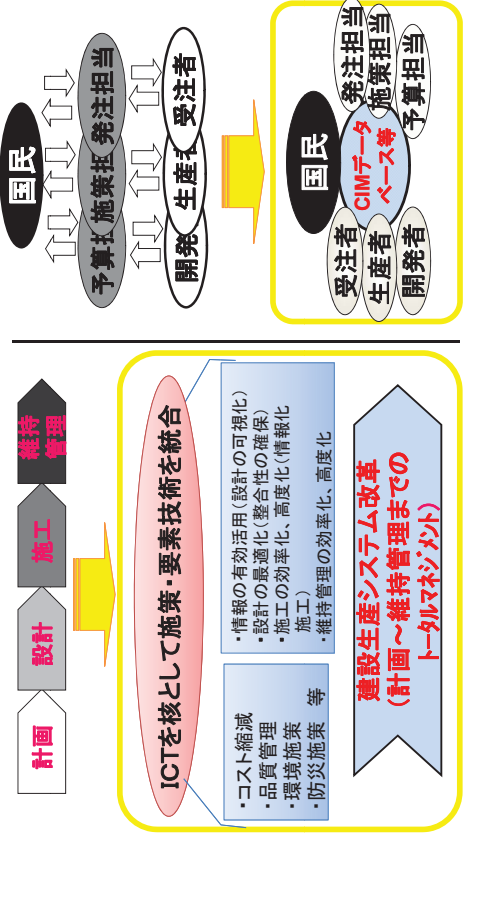 計画
設計
施工
維持
管理
ICTを核として施策・要素技術を統合
・コスト縮減
・品質管理
・環境施策
・防災施策　等
・情報の有効活用(設計の可視化)
・設計の最適化(整合性の確保)
・施工の効率化、高度化(情報化
施工)
・維持管理の効率化、高度化
建設生産システム改革
(計画～維持管理までの
トータルマネジメント)
国民
予算担
施策担
発注担当
開発
生産者
受注者
国民
受注者
生産者
開発者
CIMデータ
ベース等
発注担当
施策担当
予算担当